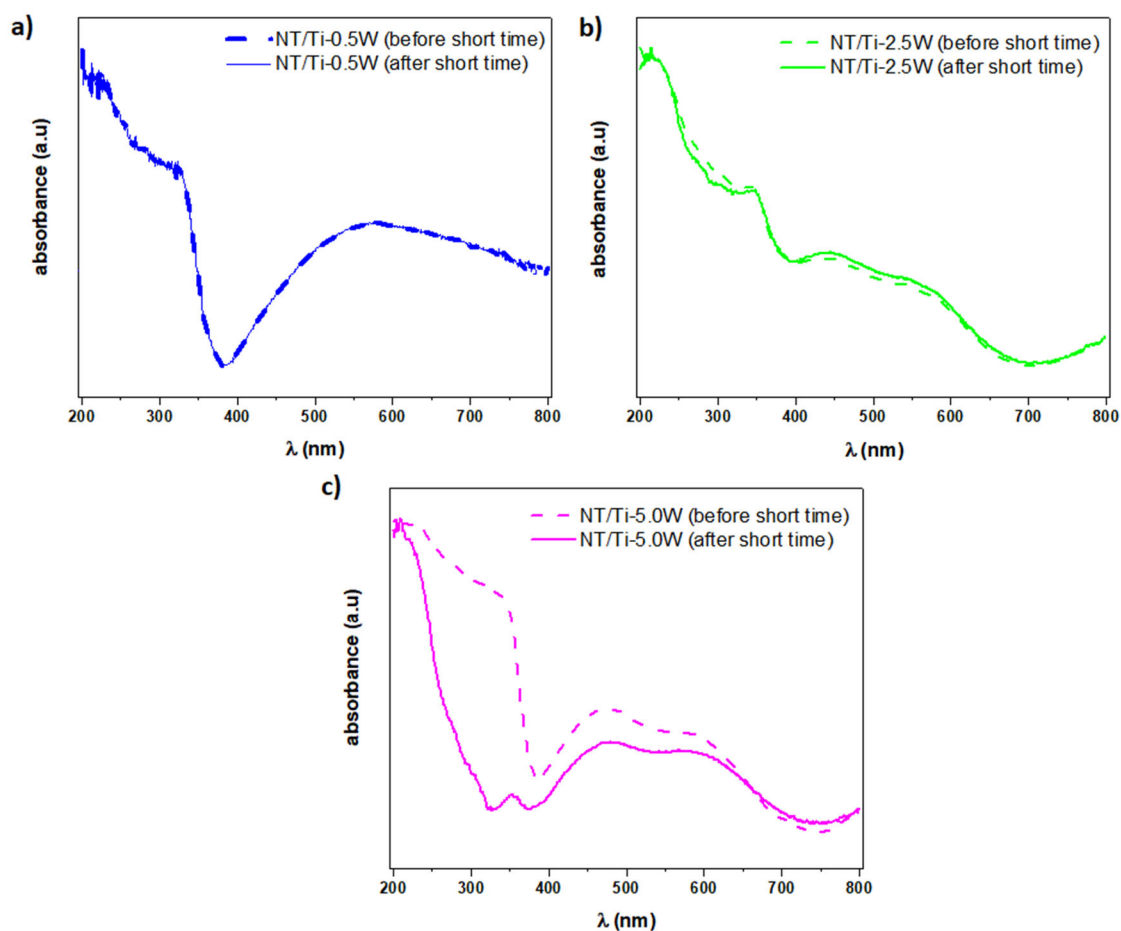 a)
NT/Ti-0.5W (before short time)
NT/Ti-0.5W (after short time)
absorbance (a.u)
200 300 400 500 600 700 800
λ (nm)
b)
NT/Ti-2.5W (before short time)
NT/Ti-2.5W (after short time)
absorbance (a.u)
200 300 400 500 600 700 800
λ (nm)
c)
NT/Ti-5.0W (before short time)
NT/Ti-5.0W (after short time)
absorbance (a.u)
200 300 400 500 600 700 800
λ (nm)